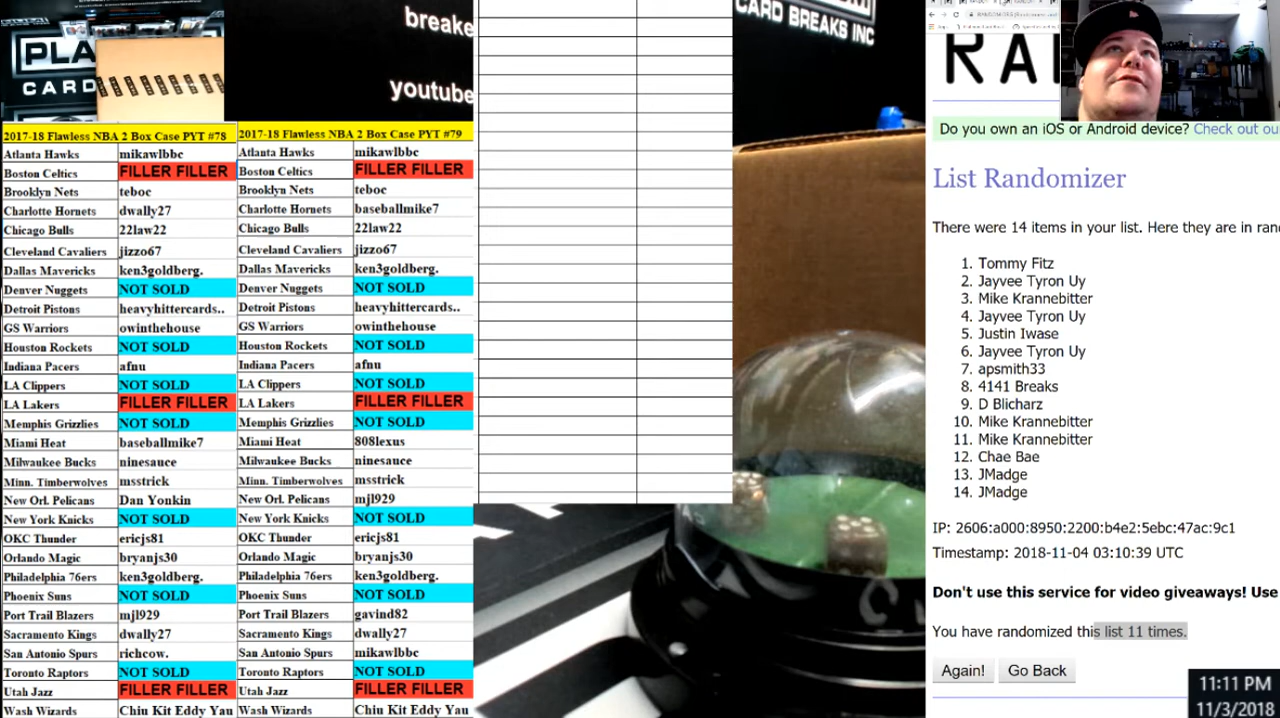 PLA
CARD
breake
youtube
CARD BREAKS INC
2017-18 Flawless NBA 2 Box Case PYT #78
Atlanta Hawks mikawlbbc
Boston Celtics FILLER FILLER
Brooklyn Nets teboc
Charlotte Hornets dwally27
Chicago Bulls 22law22
Cleveland Cavaliers jizzo67
Dallas Mavericks ken3goldberg.
Denver Nuggets NOT SOLD
Detroit Pistons heavyhittercards..
GS Warriors owinthehouse
Houston Rockets NOT SOLD
Indiana Pacers afnu
LA Clippers NOT SOLD
LA Lakers FILLER FILLER
Memphis Grizzlies NOT SOLD
Miami Heat baseballmike7
Milwaukee Bucks ninesauce
Minn. Timberwolves msstrick
New Orl. Pelicans Dan Yonkin
New York Knicks NOT SOLD
OKC Thunder ericjs81
Orlando Magic bryanjs30
Philadelphia 76ers ken3goldberg.
Phoenix Suns NOT SOLD
Port Trail Blazers mjl929
Sacramento Kings dwally27
San Antonio Spurs richcow.
Toronto Raptors NOT SOLD
Utah Jazz FILLER FILLER
Wash Wizards Chiu Kit Eddy Yau
2017-18 Flawless NBA 2 Box Case PYT #79
Atlanta Hawks mikawlbbc
Boston Celtics FILLER FILLER
Brooklyn Nets teboc
Charlotte Hornets baseballmike7
Chicago Bulls 22law22
Cleveland Cavaliers jizzo67
Dallas Mavericks ken3goldberg.
Denver Nuggets NOT SOLD
Detroit Pistons heavyhittercards..
GS Warriors owinthehouse
Houston Rockets NOT SOLD
Indiana Pacers afnu
LA Clippers NOT SOLD
LA Lakers FILLER FILLER
Memphis Grizzlies NOT SOLD
Miami Heat 808lexus
Milwaukee Bucks ninesauce
Minn. Timberwolves msstrick
New Orl. Pelicans mjl929
New York Knicks NOT SOLD
OKC Thunder ericjs81
Orlando Magic bryanjs30
Philadelphia 76ers ken3goldberg.
Phoenix Suns NOT SOLD
Port Trail Blazers gavind82
Sacramento Kings dwally27
San Antonio Spurs mikawlbbc
Toronto Raptors NOT SOLD
Utah Jazz FILLER FILLER
Wash Wizards Chiu Kit Eddy Yau
RA
Do you own an iOS or Android device? Check out ou
List Randomizer
There were 14 items in your list. Here they are in ran
1. Tommy Fitz
2. Jayvee Tyron Uy
3. Mike Krannebitter
4. Jayvee Tyron Uy
5. Justin Iwase
6. Jayvee Tyron Uy
7. apsmith33
8. 4141 Breaks
9. D Blicharz
10. Mike Krannebitter
11. Mike Krannebitter
12. Chae Bae
13. JMadge
14. JMadge
IP: 2606:a000:8950:2200:b4e2:5ebc:47ac:9c1
Timestamp: 2018-11-04 03:10:39 UTC
Don't use this service for video giveaways! Use
You have randomized this list 11 times.
Again! Go Back
11:11 PM
11/3/2018